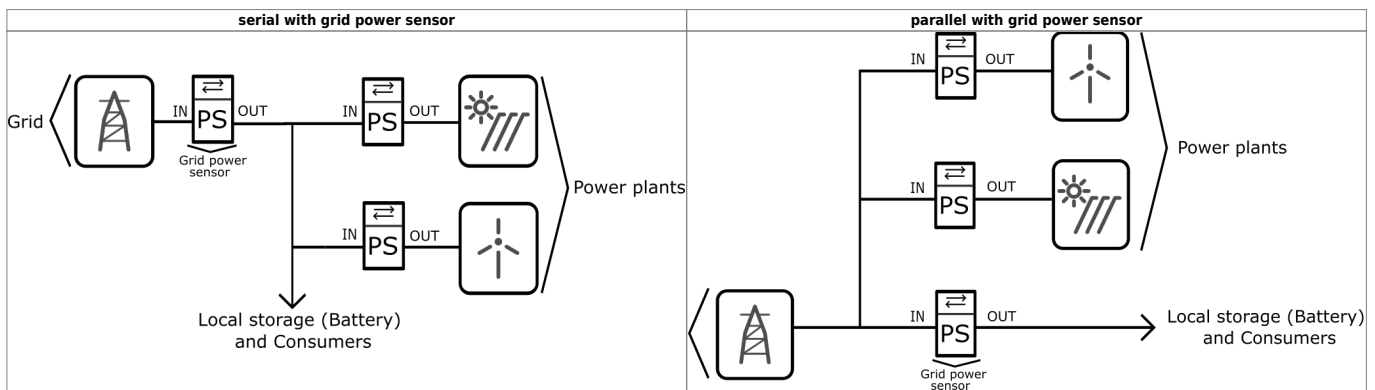 serial with grid power sensor
Grid
IN
PS
OUT
Grid power
sensor
IN
PS
OUT
IN
PS
OUT
Power plants
Local storage (Battery)
and Consumers
parallel with grid power sensor
IN
PS
OUT
IN
PS
OUT
Power plants
IN
PS
OUT
Grid power
sensor
Local storage (Battery)
and Consumers